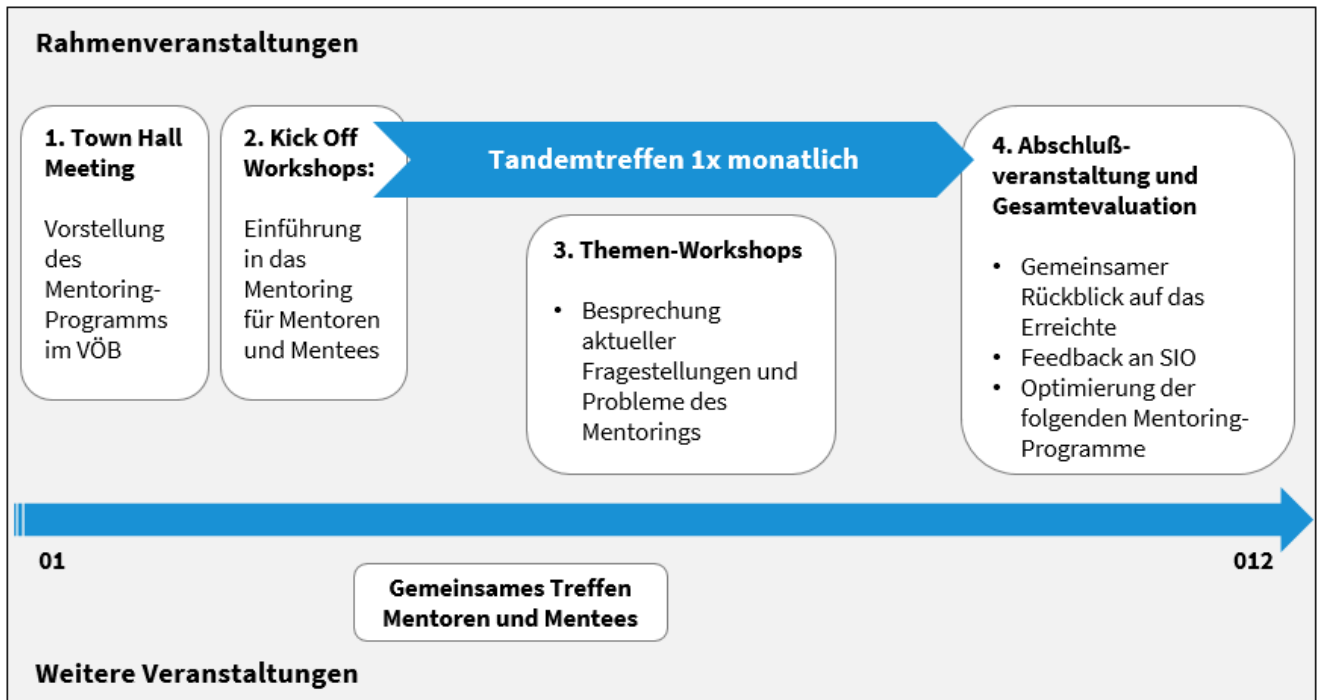 Rahmenveranstaltungen
1. Town Hall
Meeting
Vorstellung
des
Mentoring-
Programms
im VÖB
2. Kick Off
Workshops:
Einführung
in das
Mentoring
für Mentoren
und Mentees
Tandemtreffen 1x monatlich
3. Themen-Workshops
• Besprechung
aktueller
Fragestellungen und
Probleme des
Mentorings
4. Abschluß-
veranstaltung und
Gesamtevaluation
• Gemeinsamer
Rückblick auf das
Erreichte
• Feedback an SIO
• Optimierung der
folgenden Mentoring-
Programme
01
012
Gemeinsames Treffen
Mentoren und Mentees
Weitere Veranstaltungen